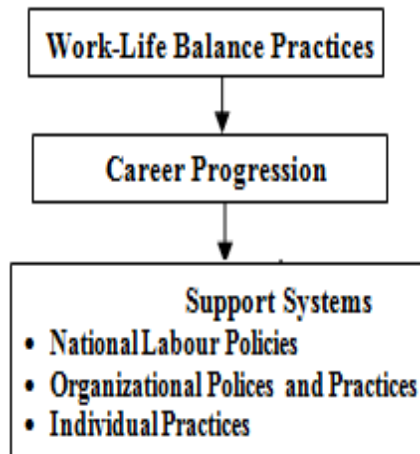 Work-Life Balance Practices
Career Progression
Support Systems
• National Labour Policies
• Organizational Polices and Practices
• Individual Practices